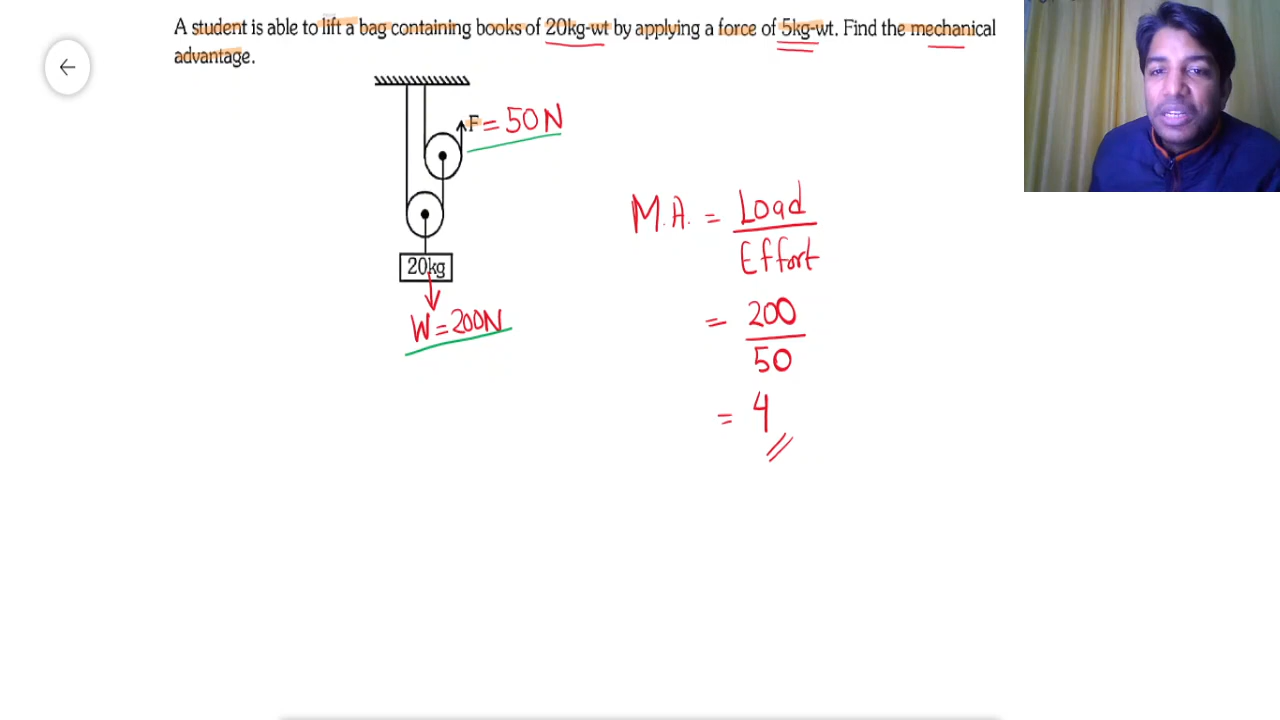 A student is able to lift a bag containing books of 20kg-wt by applying a force of 5kg-wt. Find the mechanical
advantage.
F = 50 N
20kg
W = 200N
M.A. = Load
Effort
= 200
50
= 4